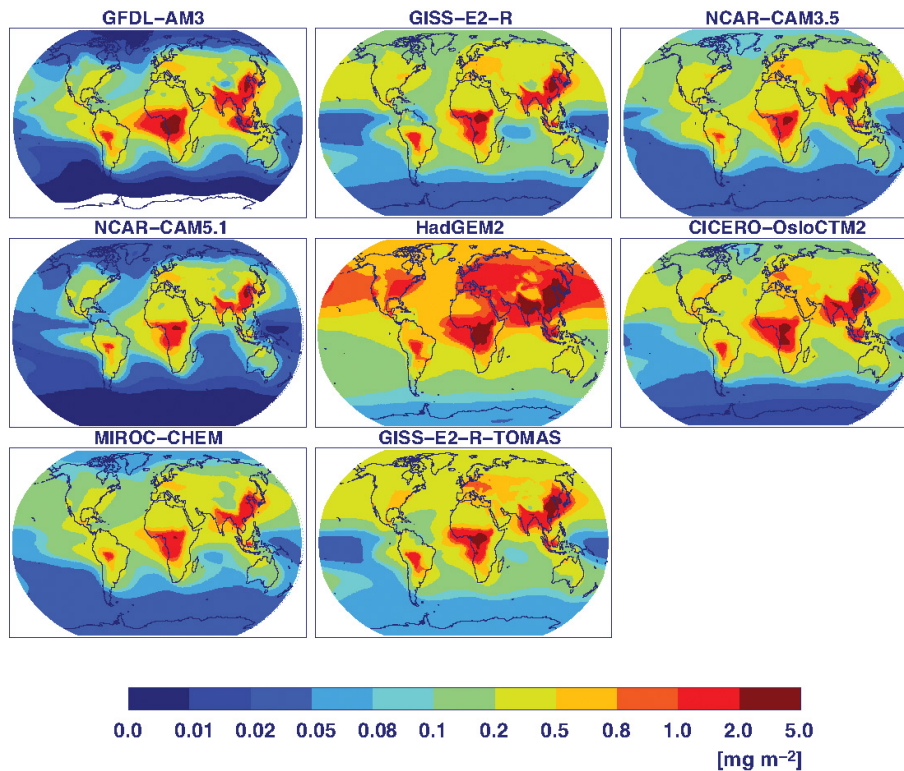 GFDL−AM3 GISS−E2−R NCAR−CAM3.5
NCAR−CAM5.1 HadGEM2 CICERO−OsloCTM2
MIROC−CHEM GISS−E2−R−TOMAS
0.0 0.01 0.02 0.05 0.08 0.1 0.2 0.5 0.8 1.0 2.0 5.0
[mg m−2]